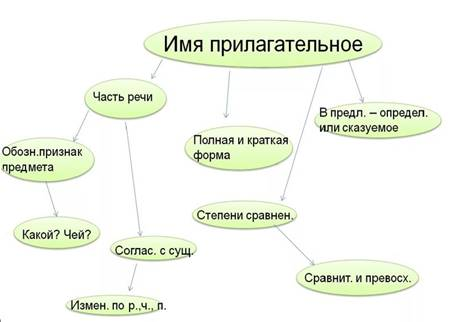 Имя прилагательное
Часть речи
В предл. – определ.
или сказуемое
Полная и краткая
форма
Обозн.признак
предмета
Степени сравнен.
Какой? Чей?
Соглас. с сущ.
Сравнит. и превосх.
Измен. по р.,ч., п.